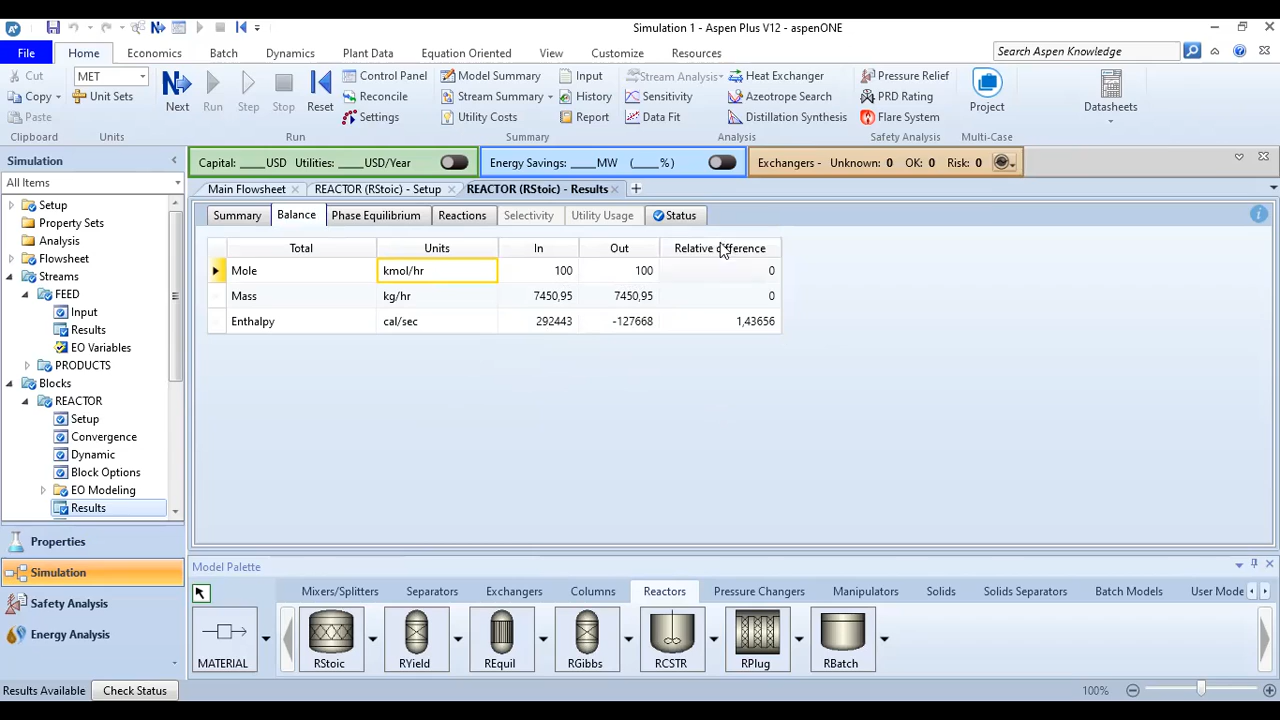 Simulation 1 - Aspen Plus V12 - aspenONE
File Home Economics Batch Dynamics Plant Data Equation Oriented View Customize Resources Search Aspen Knowledge
Cut MET Control Panel Model Summary Input Stream Analysis Heat Exchanger Pressure Relief
Copy Unit Sets Next Run Step Stop Reset Reconcile Stream Summary History Sensitivity Azeotrope Search PRD Rating Project Datasheets
Paste Settings Utility Costs Report Data Fit Distillation Synthesis Flare System
Clipboard Units Run Summary Analysis Safety Analysis Multi-Case
Simulation
All Items
Setup
Property Sets
Analysis
Flowsheet
Streams
FEED
Input
Results
EO Variables
PRODUCTS
Blocks
REACTOR
Setup
Convergence
Dynamic
Block Options
EO Modeling
Results
Properties
Simulation
Safety Analysis
Energy Analysis
Capital: ____USD Utilities: ____USD/Year Energy Savings: ____MW (____%) Exchangers - Unknown: 0 OK: 0 Risk: 0
Main Flowsheet REACTOR (RStoic) - Setup REACTOR (RStoic) - Results
Summary Balance Phase Equilibrium Reactions Selectivity Utility Usage Status
Total Units In Out Relative difference
Mole kmol/hr 100 100 0
Mass kg/hr 7450,95 7450,95 0
Enthalpy cal/sec 292443 -127668 1,43656
Model Palette
Mixers/Splitters Separators Exchangers Columns Reactors Pressure Changers Manipulators Solids Solids Separators Batch Models User Mode
MATERIAL RStoic RYield REquil RGibbs RCSTR RPlug RBatch
Results Available Check Status 100%